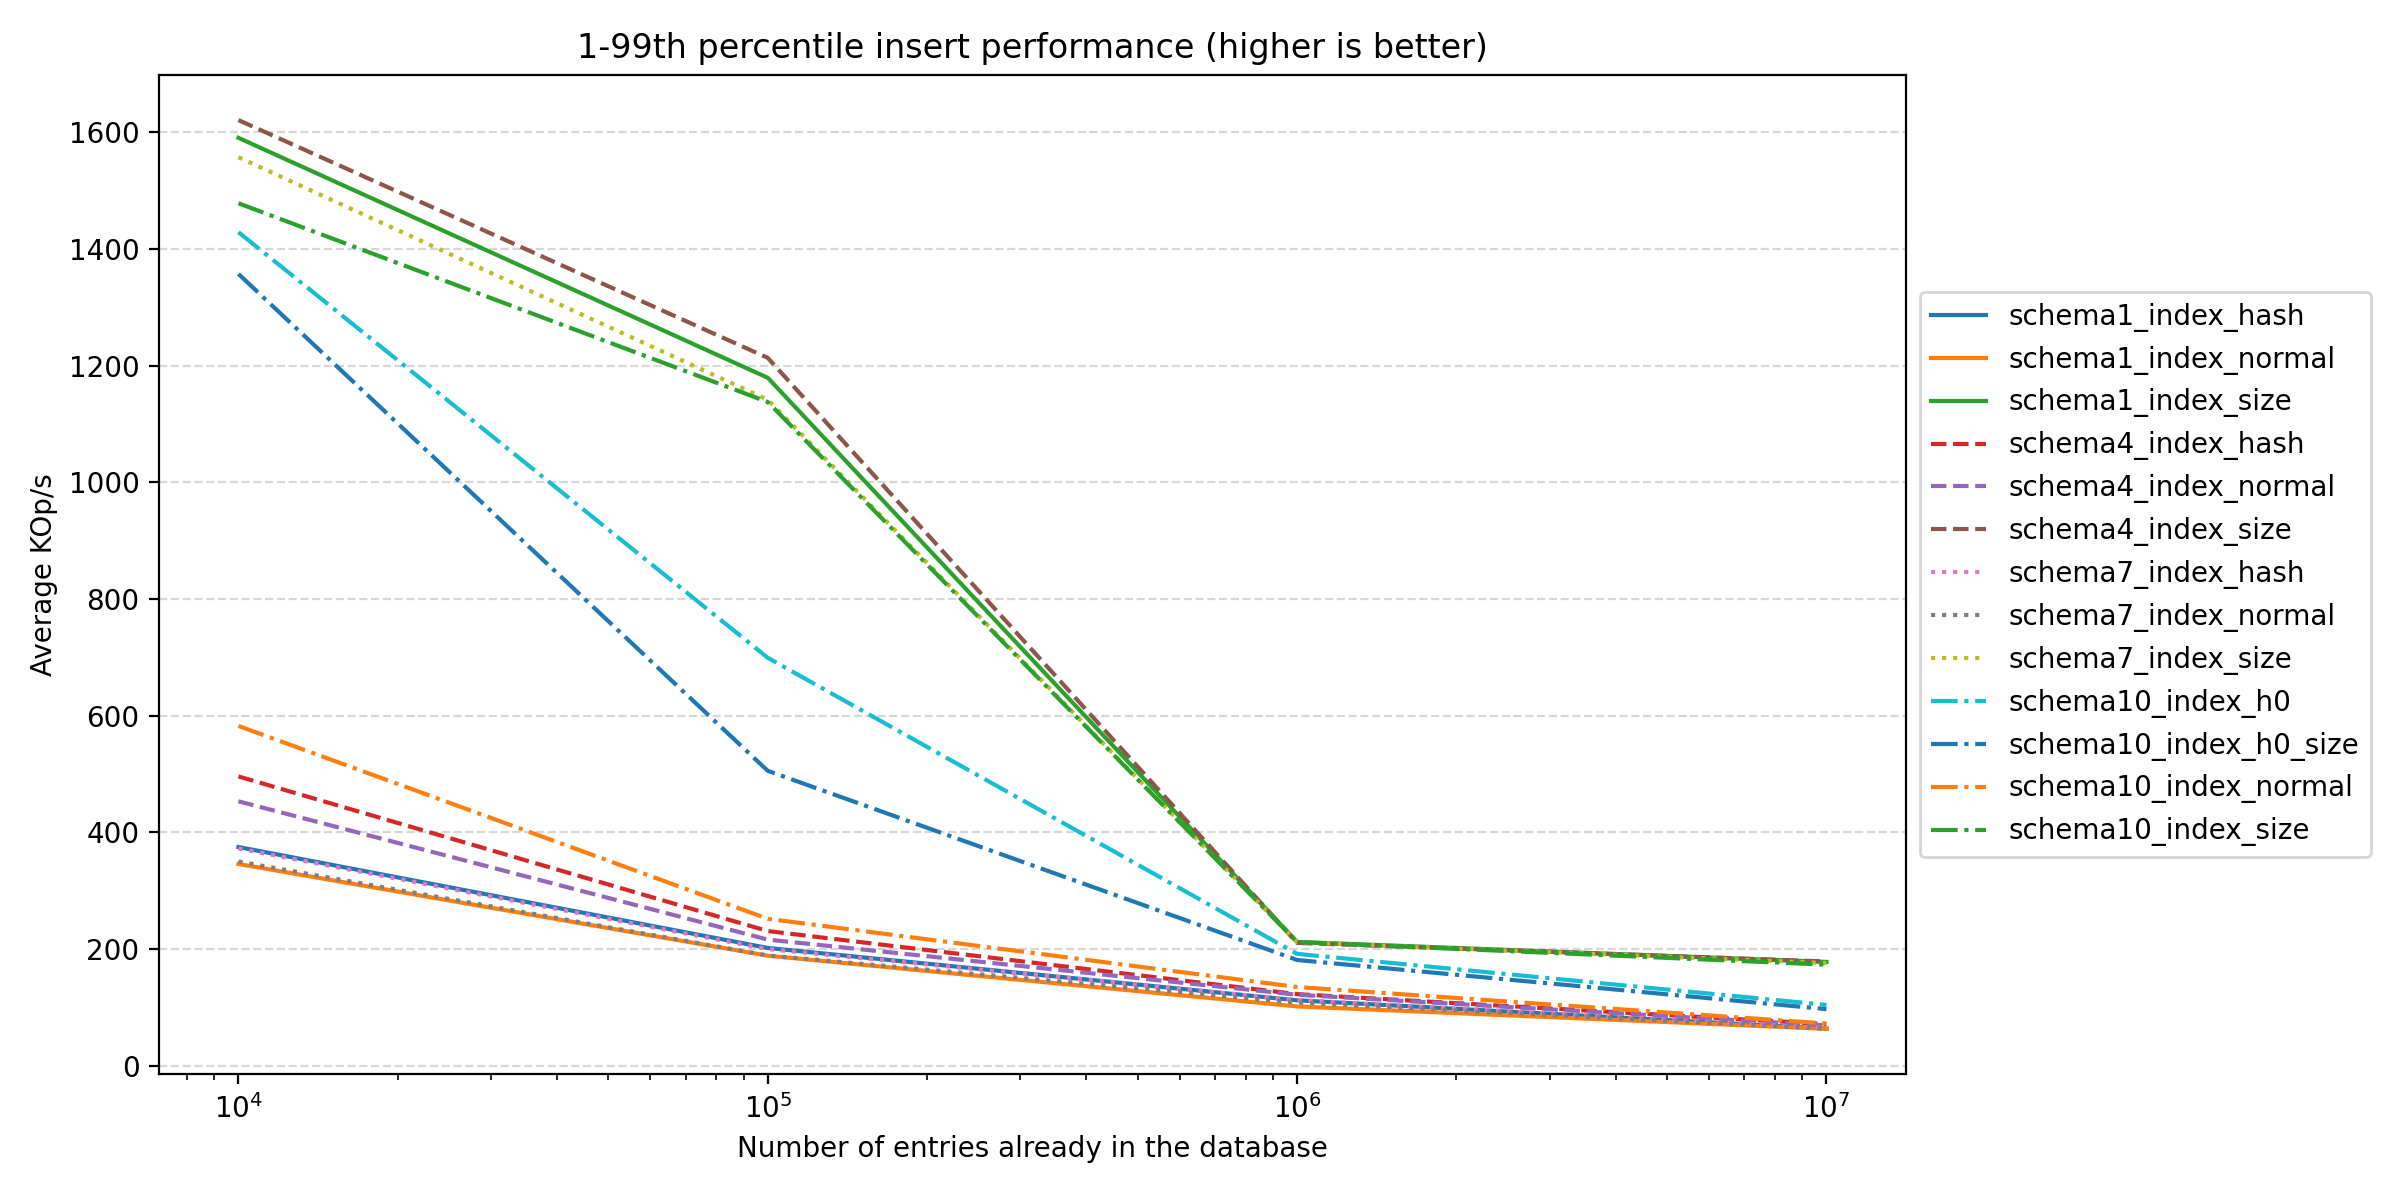 1-99th percentile insert performance (higher is better)
Average KOp/s
1600
1400
1200
1000
800
600
400
200
0
10⁴ 10⁵ 10⁶ 10⁷
Number of entries already in the database
schema1_index_hash
schema1_index_normal
schema1_index_size
schema4_index_hash
schema4_index_normal
schema4_index_size
schema7_index_hash
schema7_index_normal
schema7_index_size
schema10_index_h0
schema10_index_h0_size
schema10_index_normal
schema10_index_size